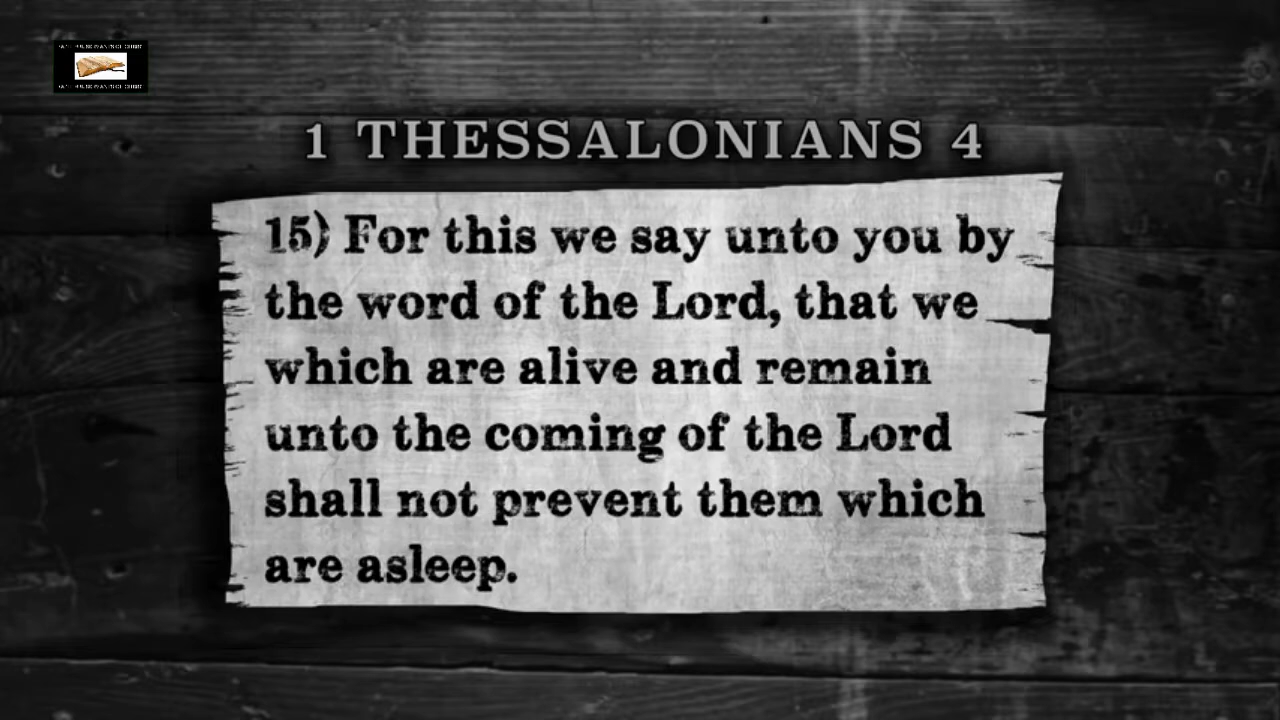 1 THESSALONIANS 4
15) For this we say unto you by
the word of the Lord, that we
which are alive and remain
unto the coming of the Lord
shall not prevent them which
are asleep.